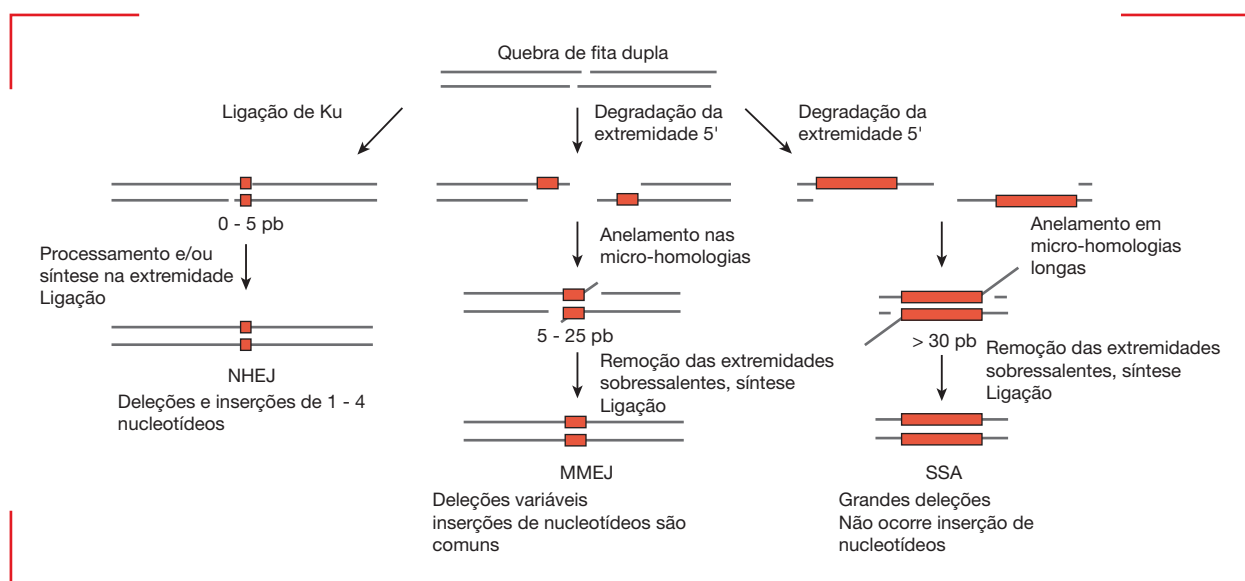 Quebra de fita dupla
Ligação de Ku
Degradação da
extremidade 5'
Degradação da
extremidade 5'
0 - 5 pb
Processamento e/ou
síntese na extremidade
Ligação
Anelamento nas
micro-homologias
Anelamento em
micro-homologias
longas
5 - 25 pb
> 30 pb
Remoção das extremidades
sobressalentes, síntese
Ligação
Remoção das extremidades
sobressalentes, síntese
Ligação
NHEJ
Deleções e inserções de 1 - 4
nucleotídeos
MMEJ
Deleções variáveis
inserções de nucleotídeos são
comuns
SSA
Grandes deleções
Não ocorre inserção de
nucleotídeos